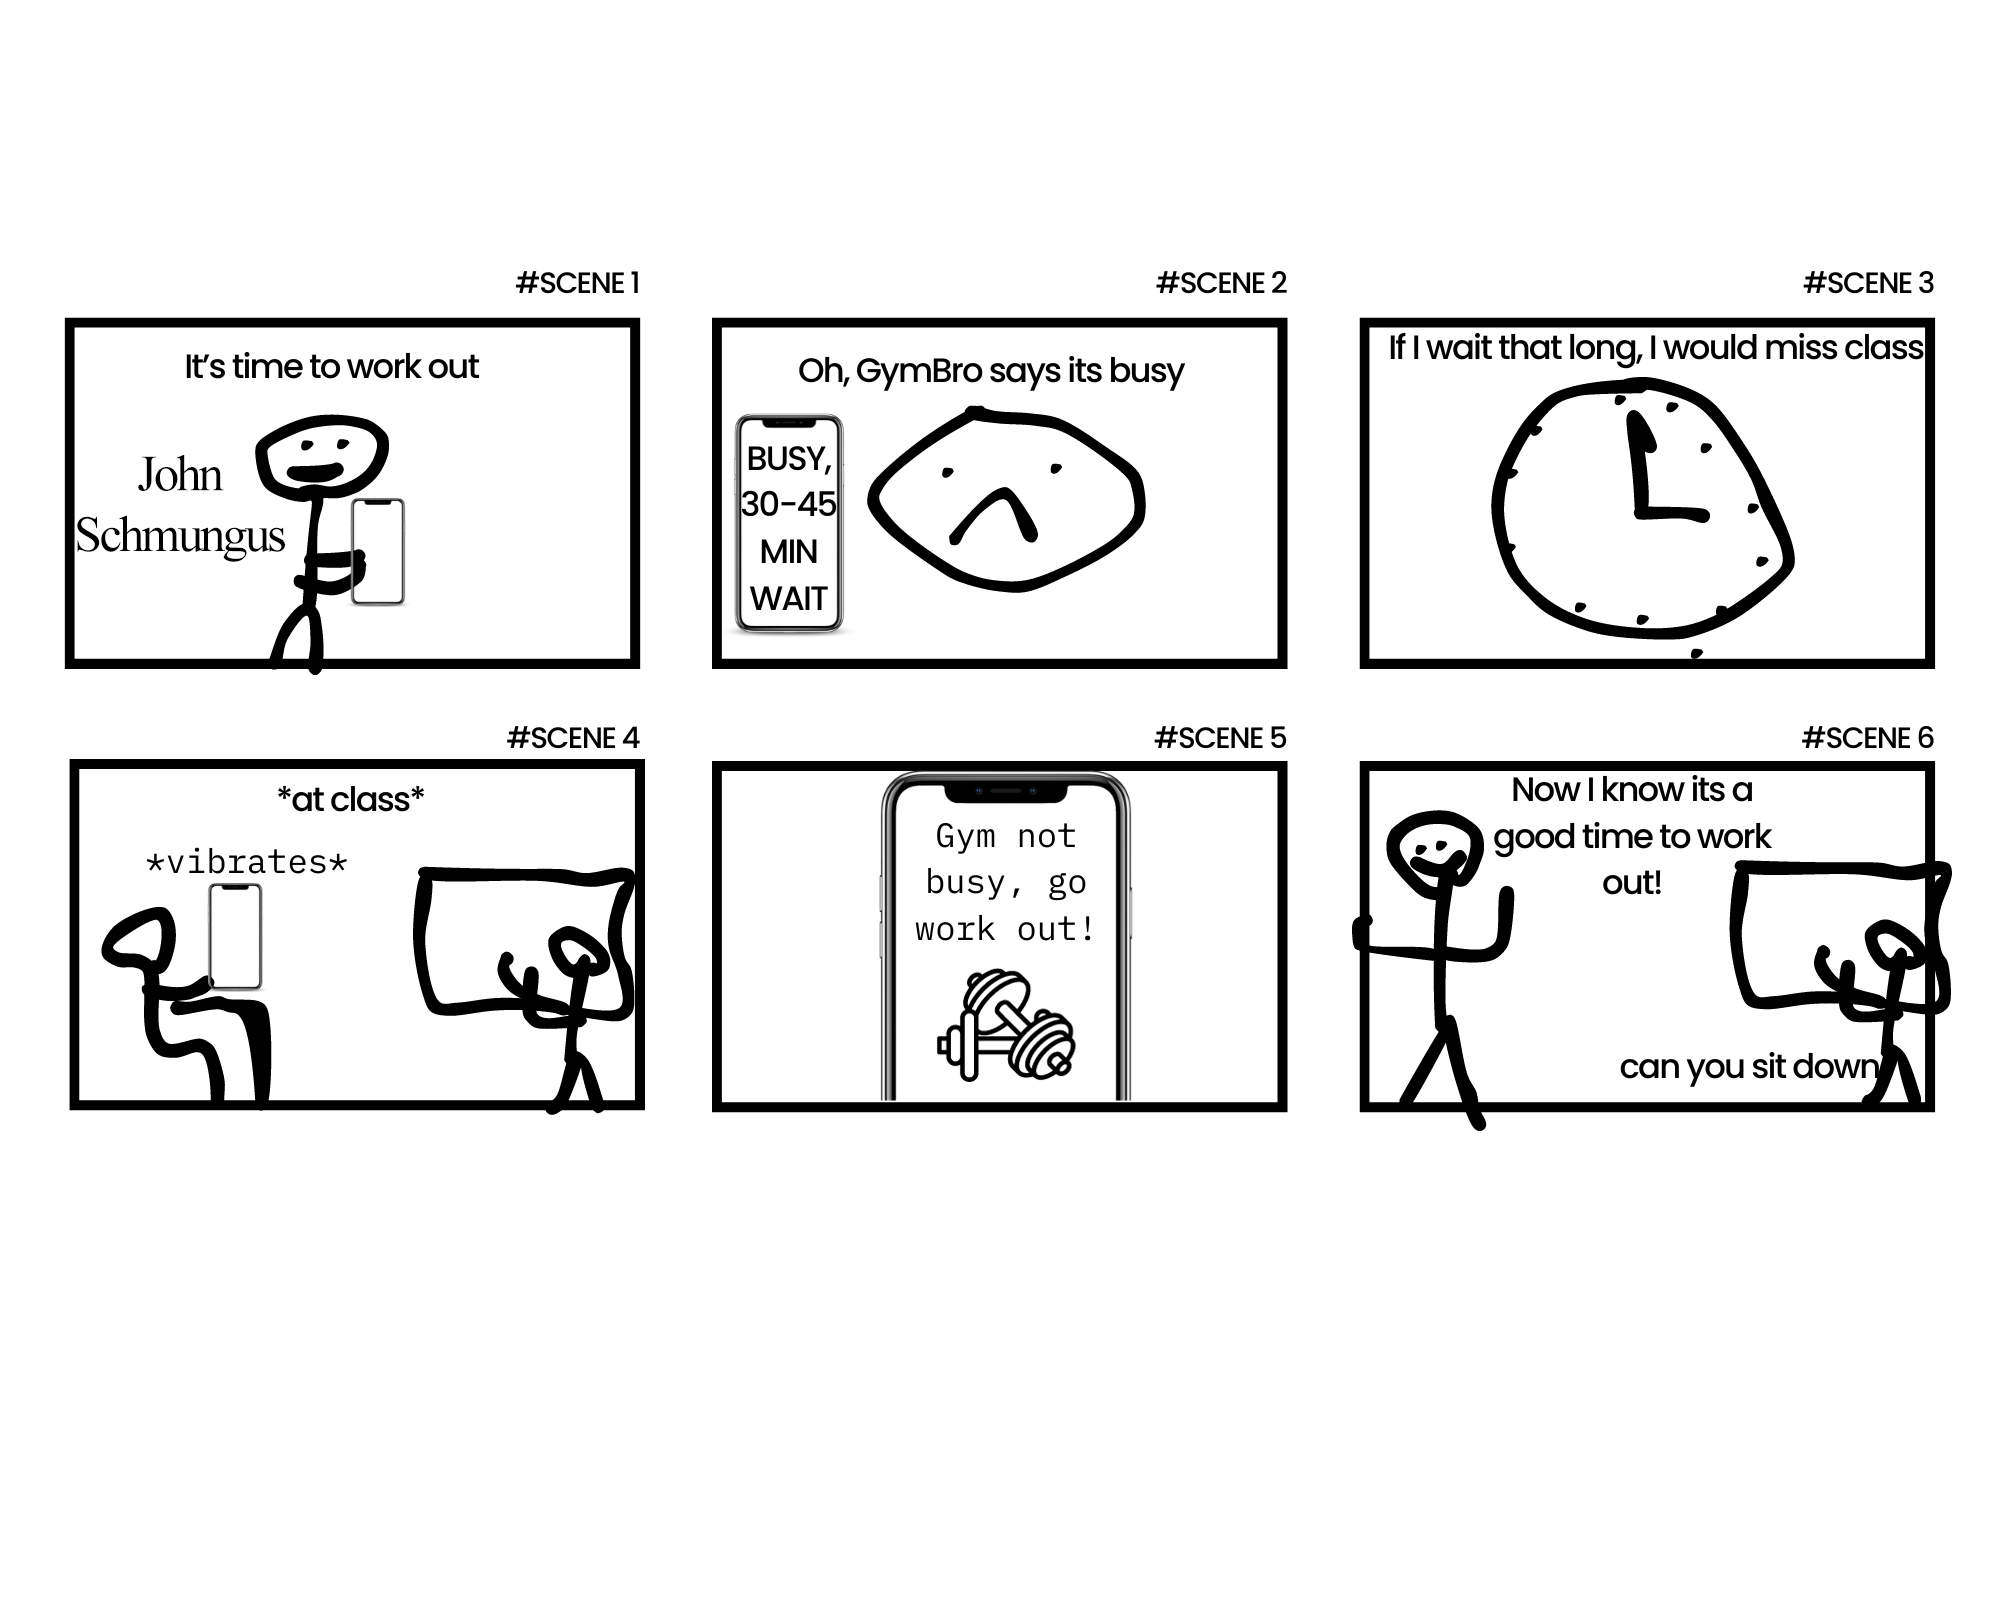 #SCENE 1
It's time to work out
John
Schmungus
#SCENE 2
Oh, GymBro says its busy
BUSY,
30-45
MIN
WAIT
#SCENE 3
If I wait that long, I would miss class
#SCENE 4
*at class*
*vibrates*
#SCENE 5
Gym not
busy, go
work out!
#SCENE 6
Now I know its a
good time to work
out!
can you sit down